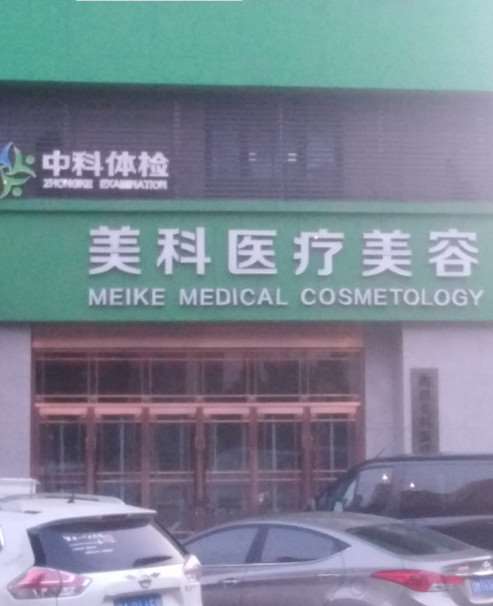 中科体检
ZHONGKE EXAMINATION
美科医疗美容
MEIKE MEDICAL COSMETOLOGY